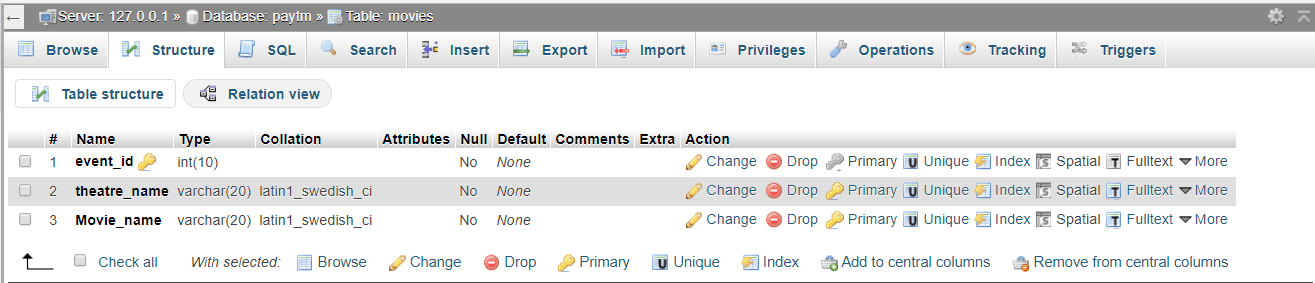 Server: 127.0.0.1 » Database: paytm » Table: movies
Browse Structure SQL Search Insert Export Import Privileges Operations Tracking Triggers
Table structure Relation view
# Name Type Collation Attributes Null Default Comments Extra Action
1 event_id int(10) No None Change Drop Primary Unique Index Spatial Fulltext More
2 theatre_name varchar(20) latin1_swedish_ci No None Change Drop Primary Unique Index Spatial Fulltext More
3 Movie_name varchar(20) latin1_swedish_ci No None Change Drop Primary Unique Index Spatial Fulltext More
Check all With selected: Browse Change Drop Primary Unique Index Add to central columns Remove from central columns